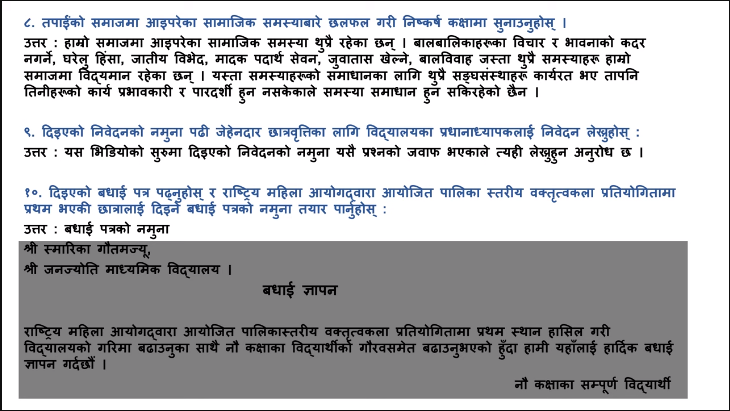 ८. तपाईंको समाजमा आइपरेका सामाजिक समस्याबारे छलफल गरी निष्कर्ष कक्षामा सुनाउनुहोस् ।
उत्तर : हाम्रो समाजमा आइपरेका सामाजिक समस्या थुप्रै रहेका छन् । बालबालिकाहरूका विचार र भावनाको कदर
नगर्ने, घरेलु हिंसा, जातीय विभेद, मादक पदार्थ सेवन, जुवातास खेल्ने, बालविवाह जस्ता थुप्रै समस्याहरू हाम्रो
समाजमा विद्यमान रहेका छन् । यस्ता समस्याहरूको समाधानका लागि थुप्रै सङ्घसंस्थाहरू कार्यरत भए तापनि
तिनीहरूको कार्य प्रभावकारी र पारदर्शी हुन नसकेकाले समस्या समाधान हुन सकिरहेको छैन ।
९. दिइएको निवेदनको नमुना पढी जेहेनदार छात्रवृत्तिका लागि विद्यालयका प्रधानाध्यापकलाई निवेदन लेख्नुहोस् :
उत्तर : यस भिडियोको सुरुमा दिइएको निवेदनको नमुना यसै प्रश्नको जवाफ भएकाले त्यही लेख्नुहुन अनुरोध छ ।
१०. दिइएको बधाई पत्र पढ्नुहोस् र राष्ट्रिय महिला आयोगद्वारा आयोजित पालिका स्तरीय वक्तृत्वकला प्रतियोगितामा
प्रथम भएकी छात्रालाई दिइने बधाई पत्रको नमुना तयार पार्नुहोस् :
उत्तर : बधाई पत्रको नमुना
श्री स्मारिका गौतमज्यू,
श्री जनज्योति माध्यमिक विद्यालय ।
बधाई ज्ञापन
राष्ट्रिय महिला आयोगद्वारा आयोजित पालिकास्तरीय वक्तृत्वकला प्रतियोगितामा प्रथम स्थान हासिल गरी
विद्यालयको गरिमा बढाउनुका साथै नौ कक्षाका विद्यार्थीको गौरवसमेत बढाउनुभएको हुँदा हामी यहाँलाई हार्दिक बधाई
ज्ञापन गर्दछौं ।
नौ कक्षाका सम्पूर्ण विद्यार्थी